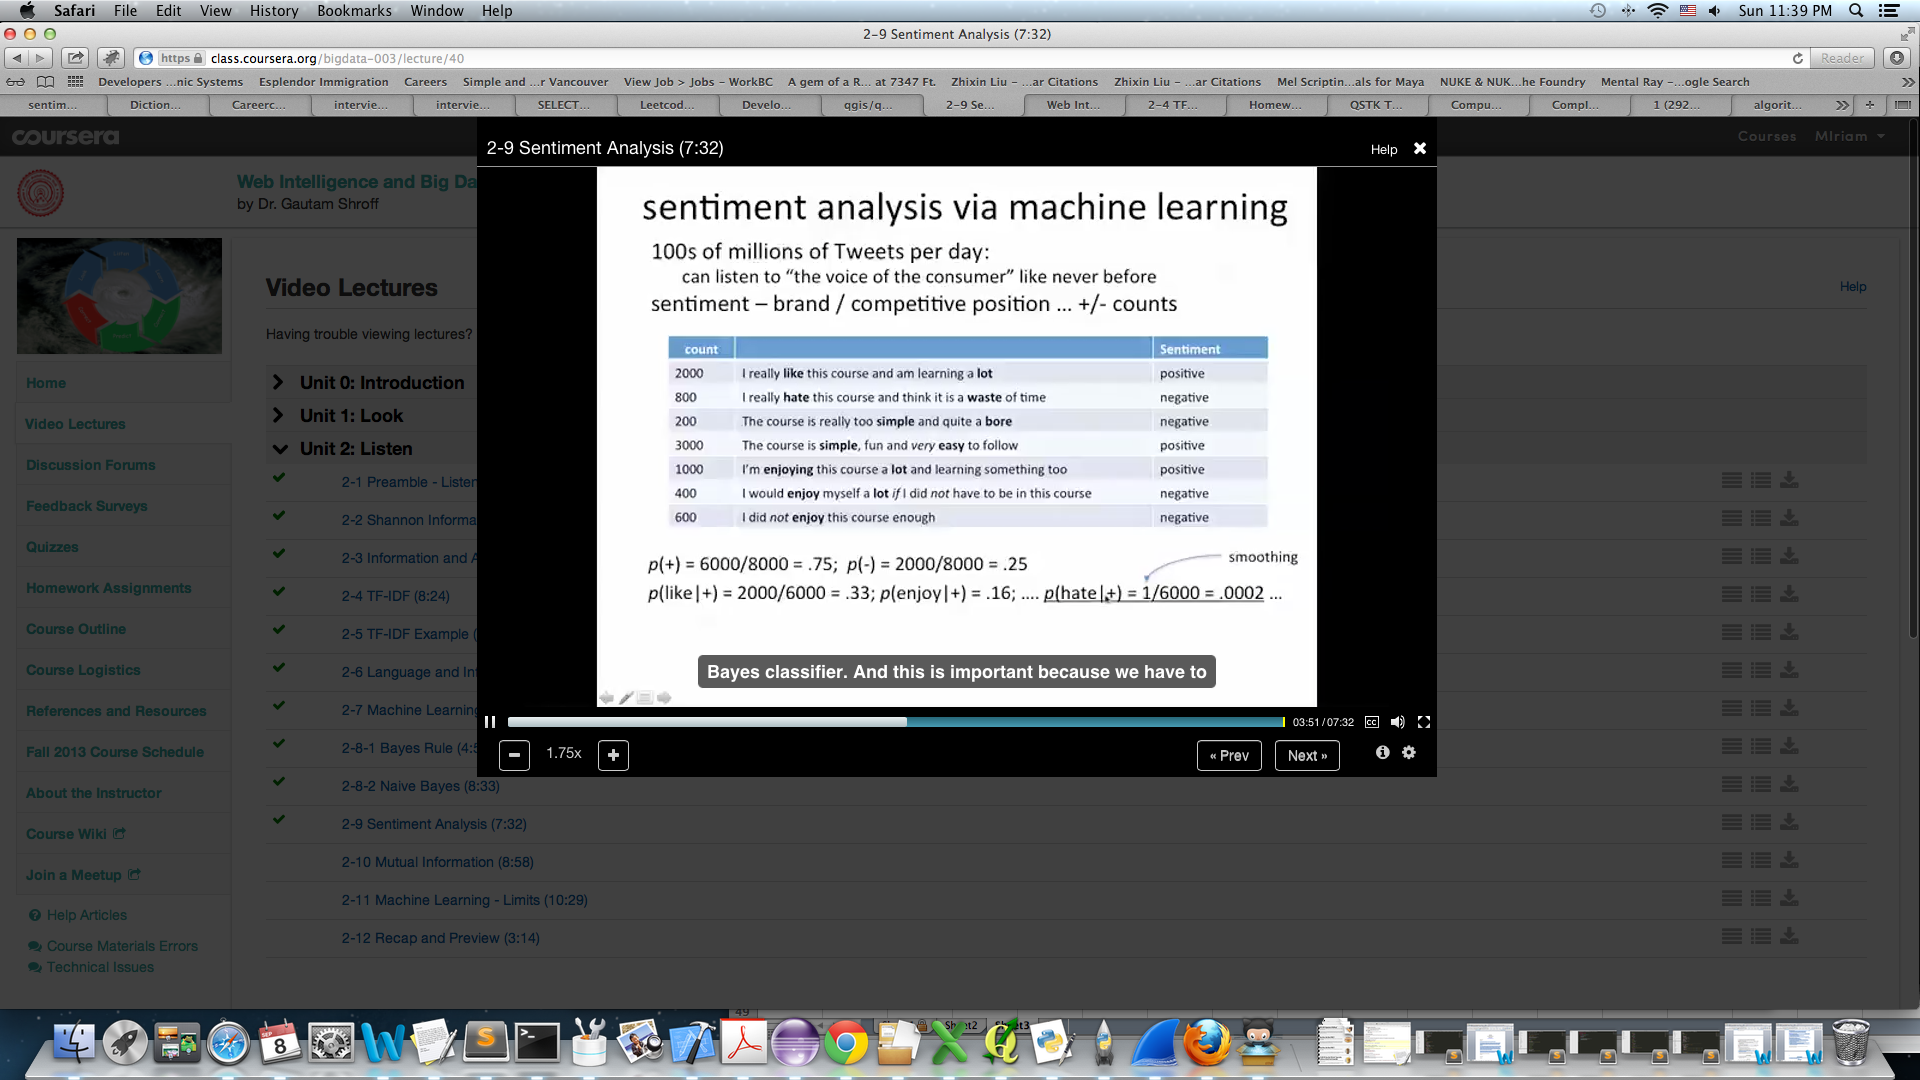 Safari File Edit View History Bookmarks Window Help Sun 11:39 PM
2-9 Sentiment Analysis (7:32)
https class.coursera.org/bigdata-003/lecture/40 Reader
Developers ...nic Systems Esplendor Immigration Careers Simple and ...r Vancouver View Job > Jobs - WorkBC A gem of a R... at 7347 Ft. Zhixin Liu - ...ar Citations Zhixin Liu - ...ar Citations Mel Scriptin...als for Maya NUKE & NUK...he Foundry Mental Ray -...ogle Search
sentim... Diction... Careerc... intervie... intervie... SELECT... Leetcod... Develo... qgis/q... 2-9 Se... Web Int... 2-4 TF... Homew... QSTK T... Compu... Compl... 1 (292... algorit...
coursera Courses MIriam
2-9 Sentiment Analysis (7:32) Help
Web Intelligence and Big Da
by Dr. Gautam Shroff
sentiment analysis via machine learning
100s of millions of Tweets per day:
can listen to “the voice of the consumer” like never before
sentiment – brand / competitive position ... +/- counts
count Sentiment
2000 I really like this course and am learning a lot positive
800 I really hate this course and think it is a waste of time negative
200 The course is really too simple and quite a bore negative
3000 The course is simple, fun and very easy to follow positive
1000 I'm enjoying this course a lot and learning something too positive
400 I would enjoy myself a lot if I did not have to be in this course negative
600 I did not enjoy this course enough negative
smoothing
p(+) = 6000/8000 = .75; p(-) = 2000/8000 = .25
p(like|+) = 2000/6000 = .33; p(enjoy|+) = .16; .... p(hate|+) = 1/6000 = .0002 ...
Bayes classifier. And this is important because we have to
03:51/07:32 CC
1.75x « Prev Next »
Home
Video Lectures
Discussion Forums
Feedback Surveys
Quizzes
Homework Assignments
Course Outline
Course Logistics
References and Resources
Fall 2013 Course Schedule
About the Instructor
Course Wiki
Join a Meetup
Help Articles
Course Materials Errors
Technical Issues
Video Lectures
Help
Having trouble viewing lectures?
Unit 0: Introduction
Unit 1: Look
Unit 2: Listen
2-1 Preamble - Listen
2-2 Shannon Informa
2-3 Information and A
2-4 TF-IDF (8:24)
2-5 TF-IDF Example (
2-6 Language and Int
2-7 Machine Learning
2-8-1 Bayes Rule (4:5
2-8-2 Naive Bayes (8:33)
2-9 Sentiment Analysis (7:32)
2-10 Mutual Information (8:58)
2-11 Machine Learning - Limits (10:29)
2-12 Recap and Preview (3:14)
49
SEP
8